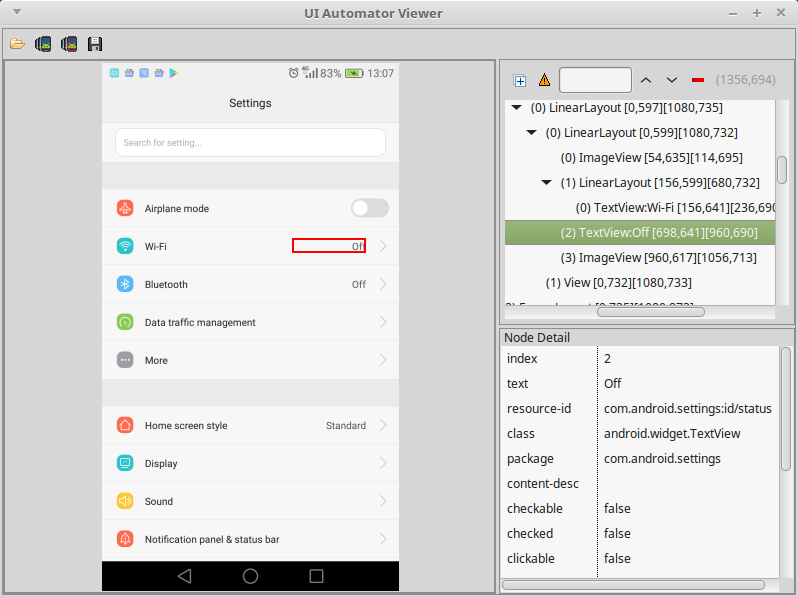 UI Automator Viewer
4G 83% 13:07
Settings
Search for setting...
Airplane mode
Wi-Fi Off
Bluetooth Off
Data traffic management
More
Home screen style Standard
Display
Sound
Notification panel & status bar
(1356,694)
(0) LinearLayout [0,597][1080,735]
(0) LinearLayout [0,599][1080,732]
(0) ImageView [54,635][114,695]
(1) LinearLayout [156,599][680,732]
(0) TextView:Wi-Fi [156,641][236,690
(2) TextView:Off [698,641][960,690]
(3) ImageView [960,617][1056,713]
(1) View [0,732][1080,733]
Node Detail
index 2
text Off
resource-id com.android.settings:id/status
class android.widget.TextView
package com.android.settings
content-desc
checkable false
checked false
clickable false